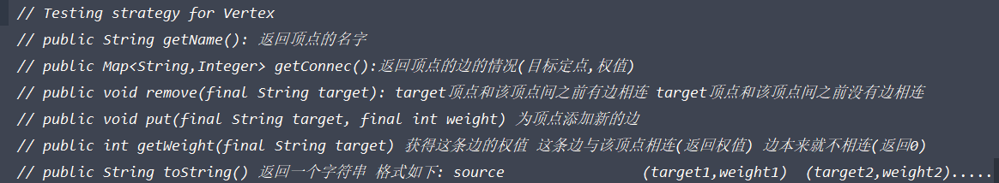 // Testing strategy for Vertex
// public String getName(): 返回顶点的名字
// public Map<String,Integer> getConnec():返回顶点的边的情况(目标定点,权值)
// public void remove(final String target): target顶点和该顶点间之前有边相连 target顶点和该顶点间之前没有边相连
// public void put(final String target, final int weight) 为顶点添加新的边
// public int getWeight(final String target) 获得这条边的权值 这条边与该顶点相连(返回权值) 边本来就不相连(返回0)
// public String toString() 返回一个字符串 格式如下: source (target1,weight1) (target2,weight2).....